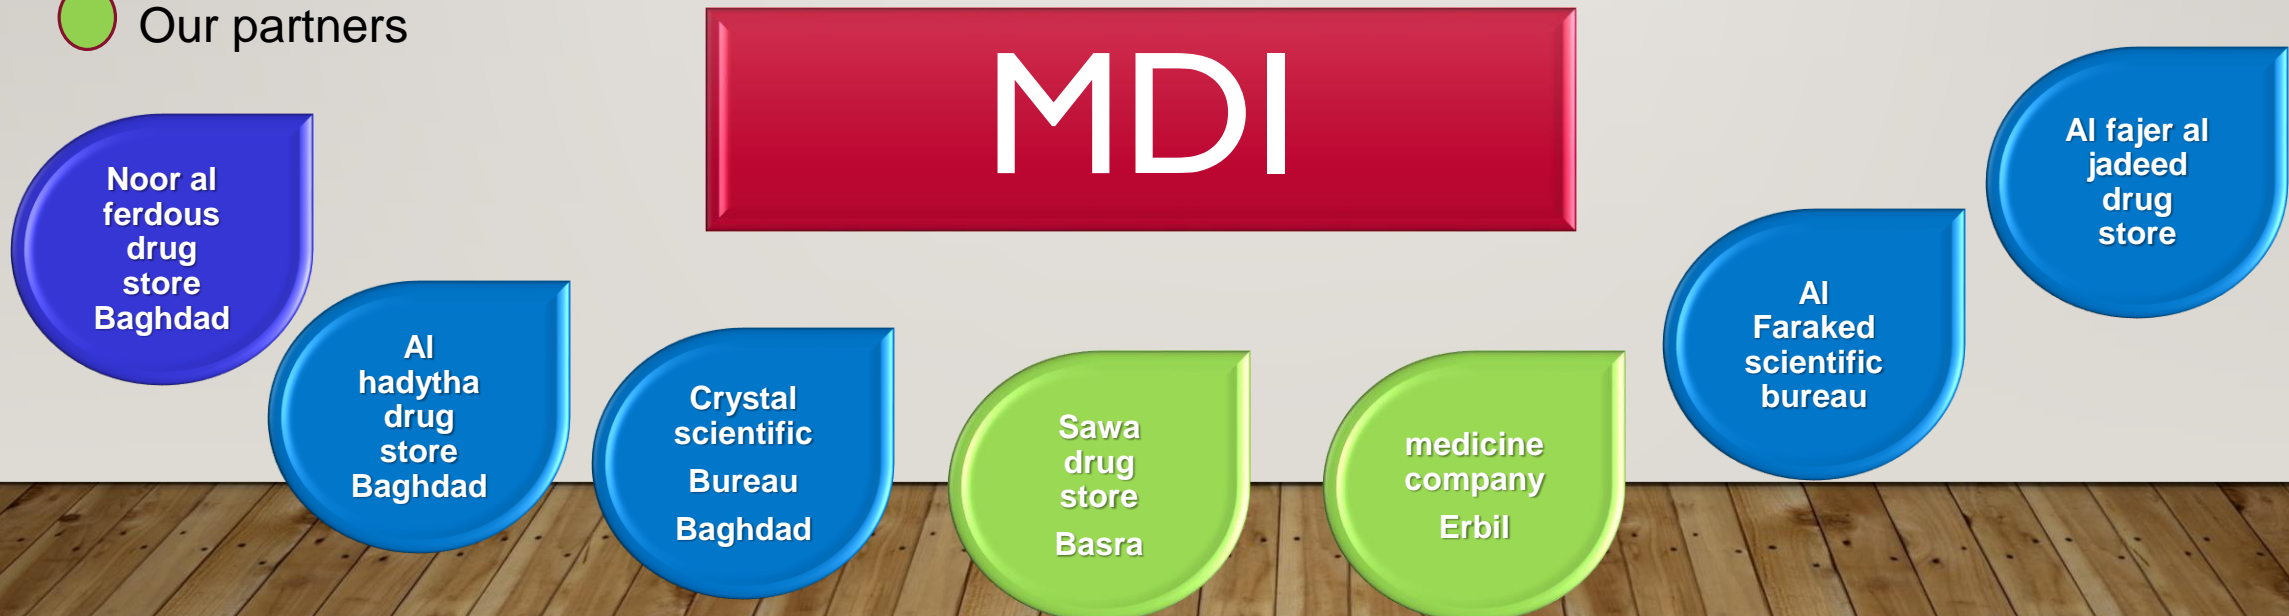 Our partners
MDI
Noor al
ferdous
drug
store
Baghdad
Al
hadytha
drug
store
Baghdad
Crystal
scientific
Bureau
Baghdad
Sawa
drug
store
Basra
medicine
company
Erbil
Al
Faraked
scientific
bureau
Al fajer al
jadeed
drug
store